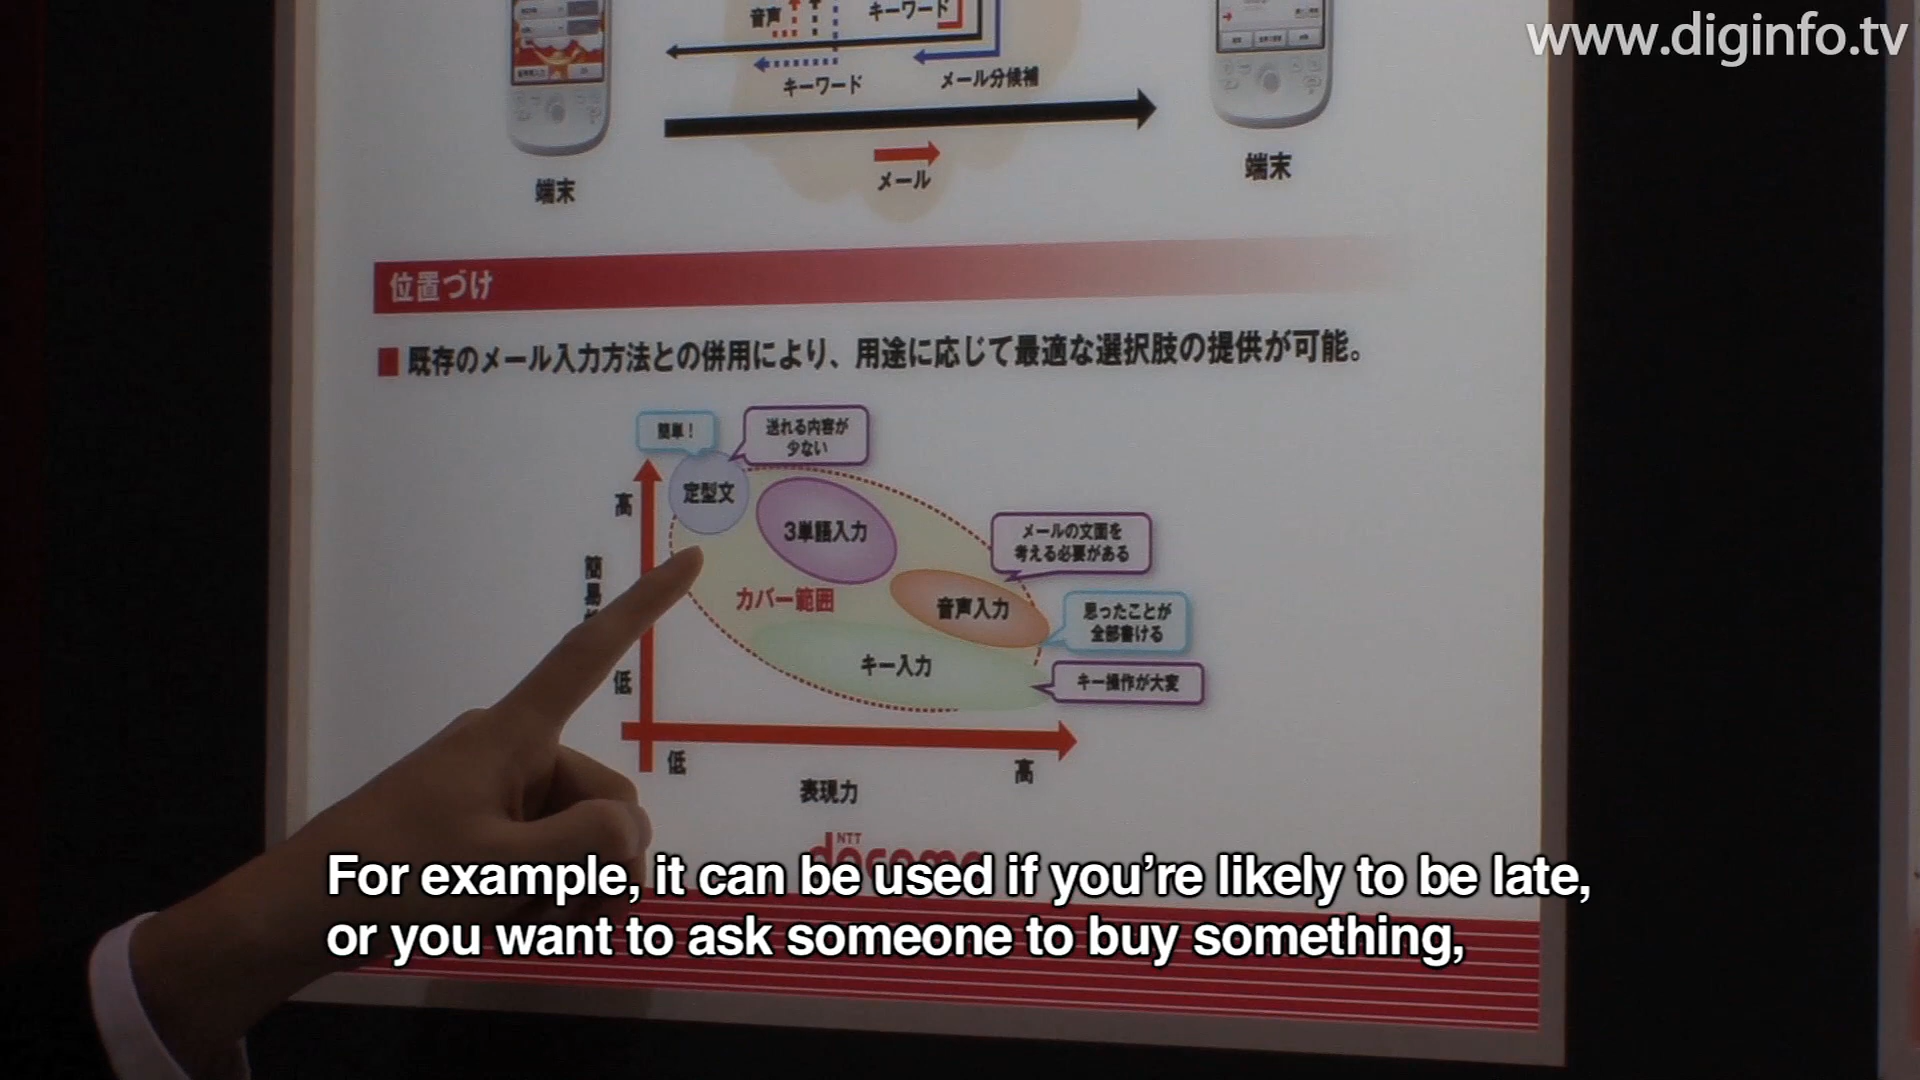 www.diginfo.tv
音声
キーワード
キーワード
メール分候補
メール
端末
端末
位置づけ
■ 既存のメール入力方法との併用により、用途に応じて最適な選択肢の提供が可能。
簡単！
送れる内容が
少ない
高
定型文
3単語入力
メールの文面を
考える必要がある
簡易
カバー範囲
音声入力
思ったことが
全部書ける
低
キー入力
キー操作が大変
低
高
表現力
NTT
docomo
For example, it can be used if you’re likely to be late,
or you want to ask someone to buy something,